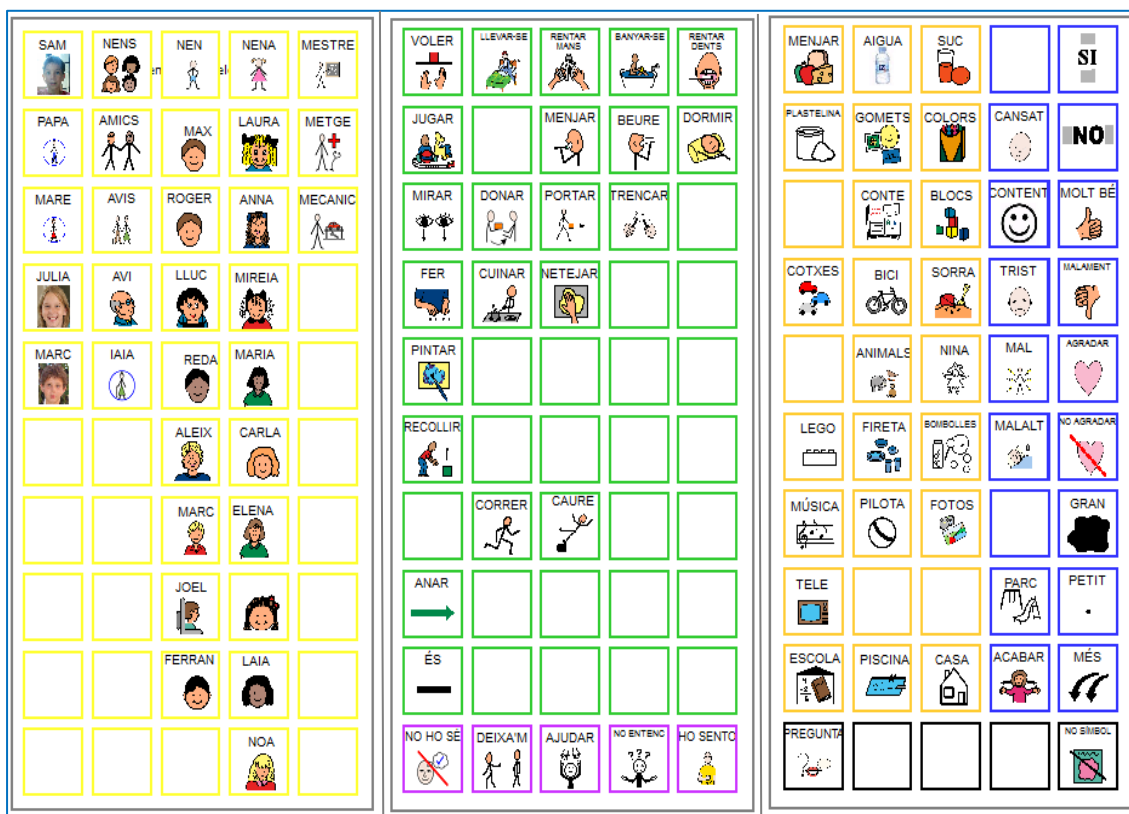 SAM NENS NEN NENA MESTRE
PAPA AMICS MAX LAURA METGE
MARE AVIS ROGER ANNA MECANIC
JULIA AVI LLUC MIREIA
MARC IAIA REDA MARIA
ALEIX CARLA
MARC ELENA
JOEL
FERRAN LAIA
NOA
VOLER LLEVAR-SE RENTAR MANS BANYAR-SE RENTAR DENTS
JUGAR MENJAR BEURE DORMIR
MIRAR DONAR PORTAR TRENCAR
FER CUINAR NETEJAR
PINTAR
RECOLLIR
CORRER CAURE
ANAR
ÉS
NO HO SÉ DEIXA'M AJUDAR NO ENTENC HO SENTO
MENJAR AIGUA SUC SI
PLASTELINA GOMETS COLORS CANSAT NO
CONTE BLOCS CONTENT MOLT BÉ
COTXES BICI SORRA TRIST MALAMENT
ANIMALS NINA MAL AGRADAR
LEGO FIRETA BOMBOLLES MALALT NO AGRADAR
MÚSICA PILOTA FOTOS GRAN
TELE PARC PETIT
ESCOLA PISCINA CASA ACABAR MÉS
PREGUNTA NO SÍMBOL